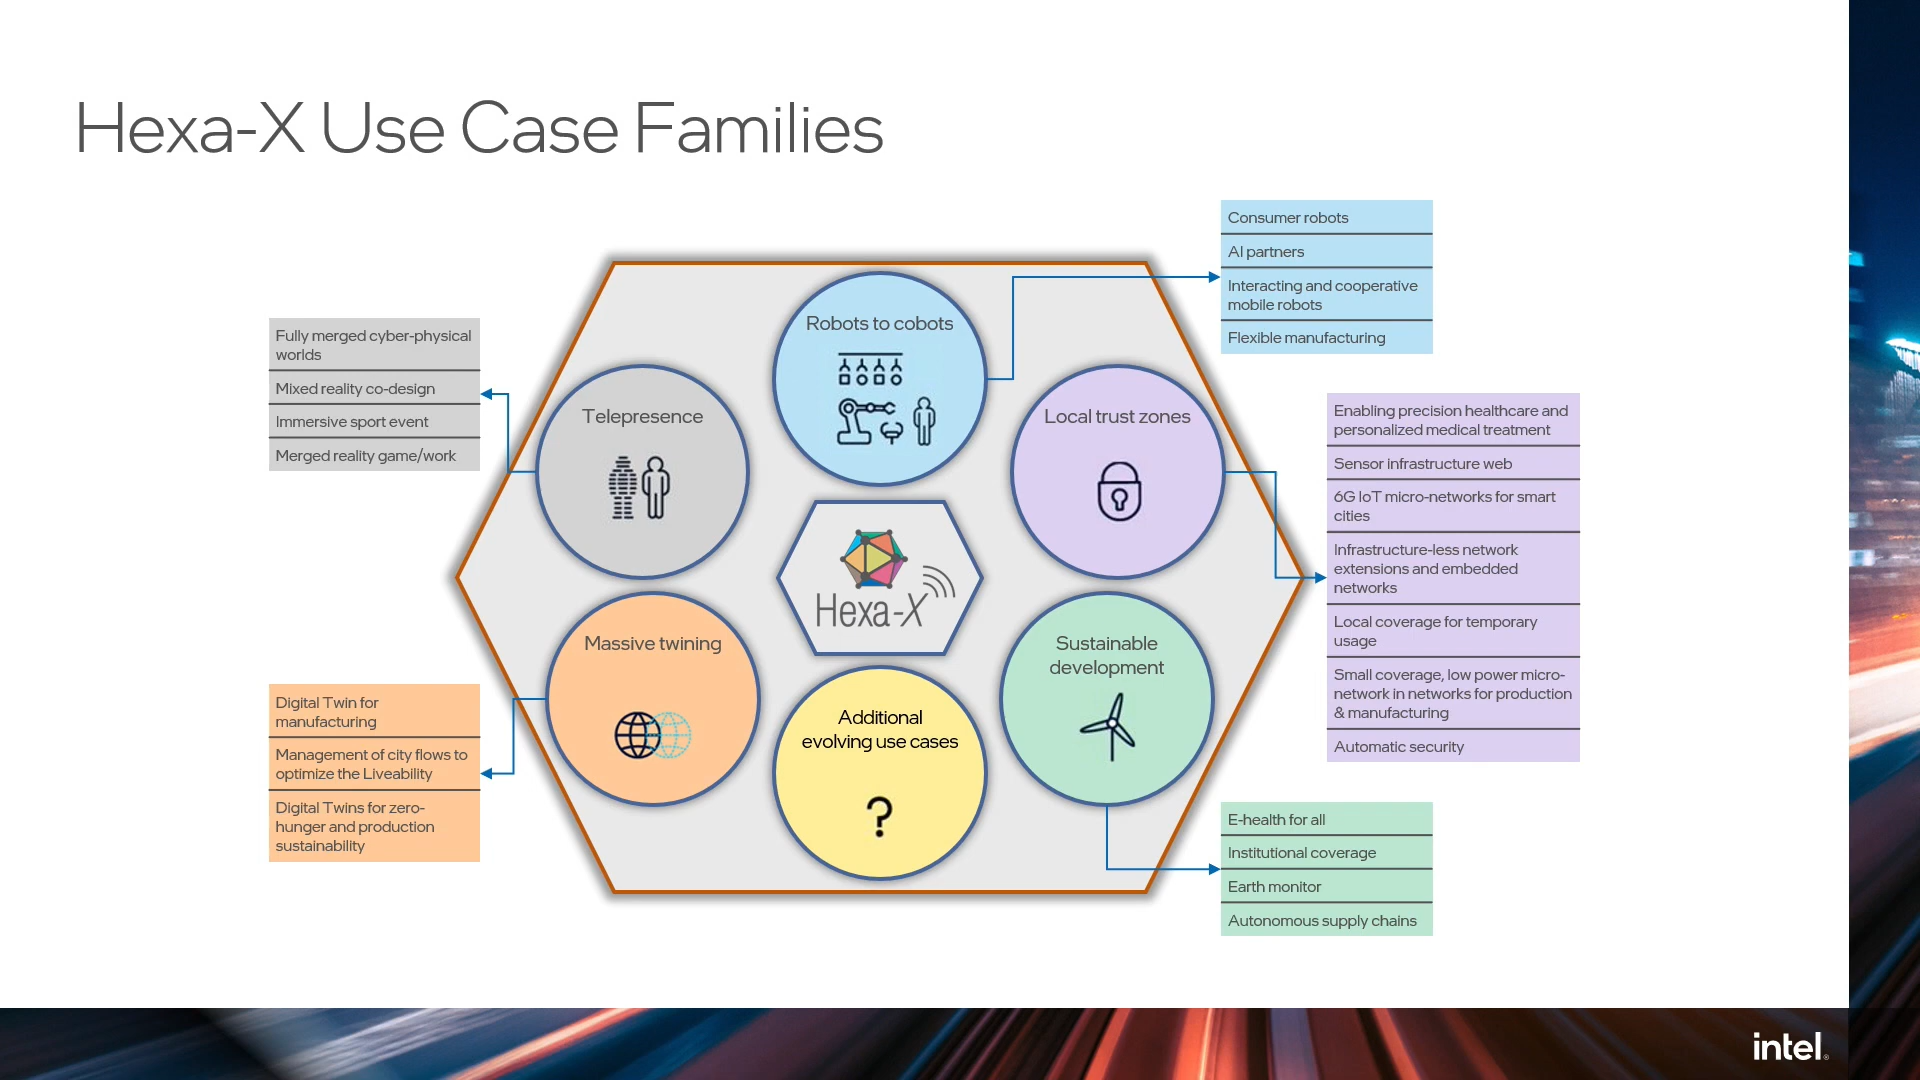 Hexa-X Use Case Families
Consumer robots
AI partners
Interacting and cooperative
mobile robots
Flexible manufacturing
Robots to cobots
Fully merged cyber-physical
worlds
Mixed reality co-design
Immersive sport event
Merged reality game/work
Telepresence
Local trust zones
Enabling precision healthcare and
personalized medical treatment
Sensor infrastructure web
6G IoT micro-networks for smart
cities
Infrastructure-less network
extensions and embedded
networks
Local coverage for temporary
usage
Small coverage, low power micro-
network in networks for production
& manufacturing
Automatic security
Hexa-X
Massive twining
Sustainable
development
Digital Twin for
manufacturing
Management of city flows to
optimize the Liveability
Digital Twins for zero-
hunger and production
sustainability
Additional
evolving use cases
?
E-health for all
Institutional coverage
Earth monitor
Autonomous supply chains
intel